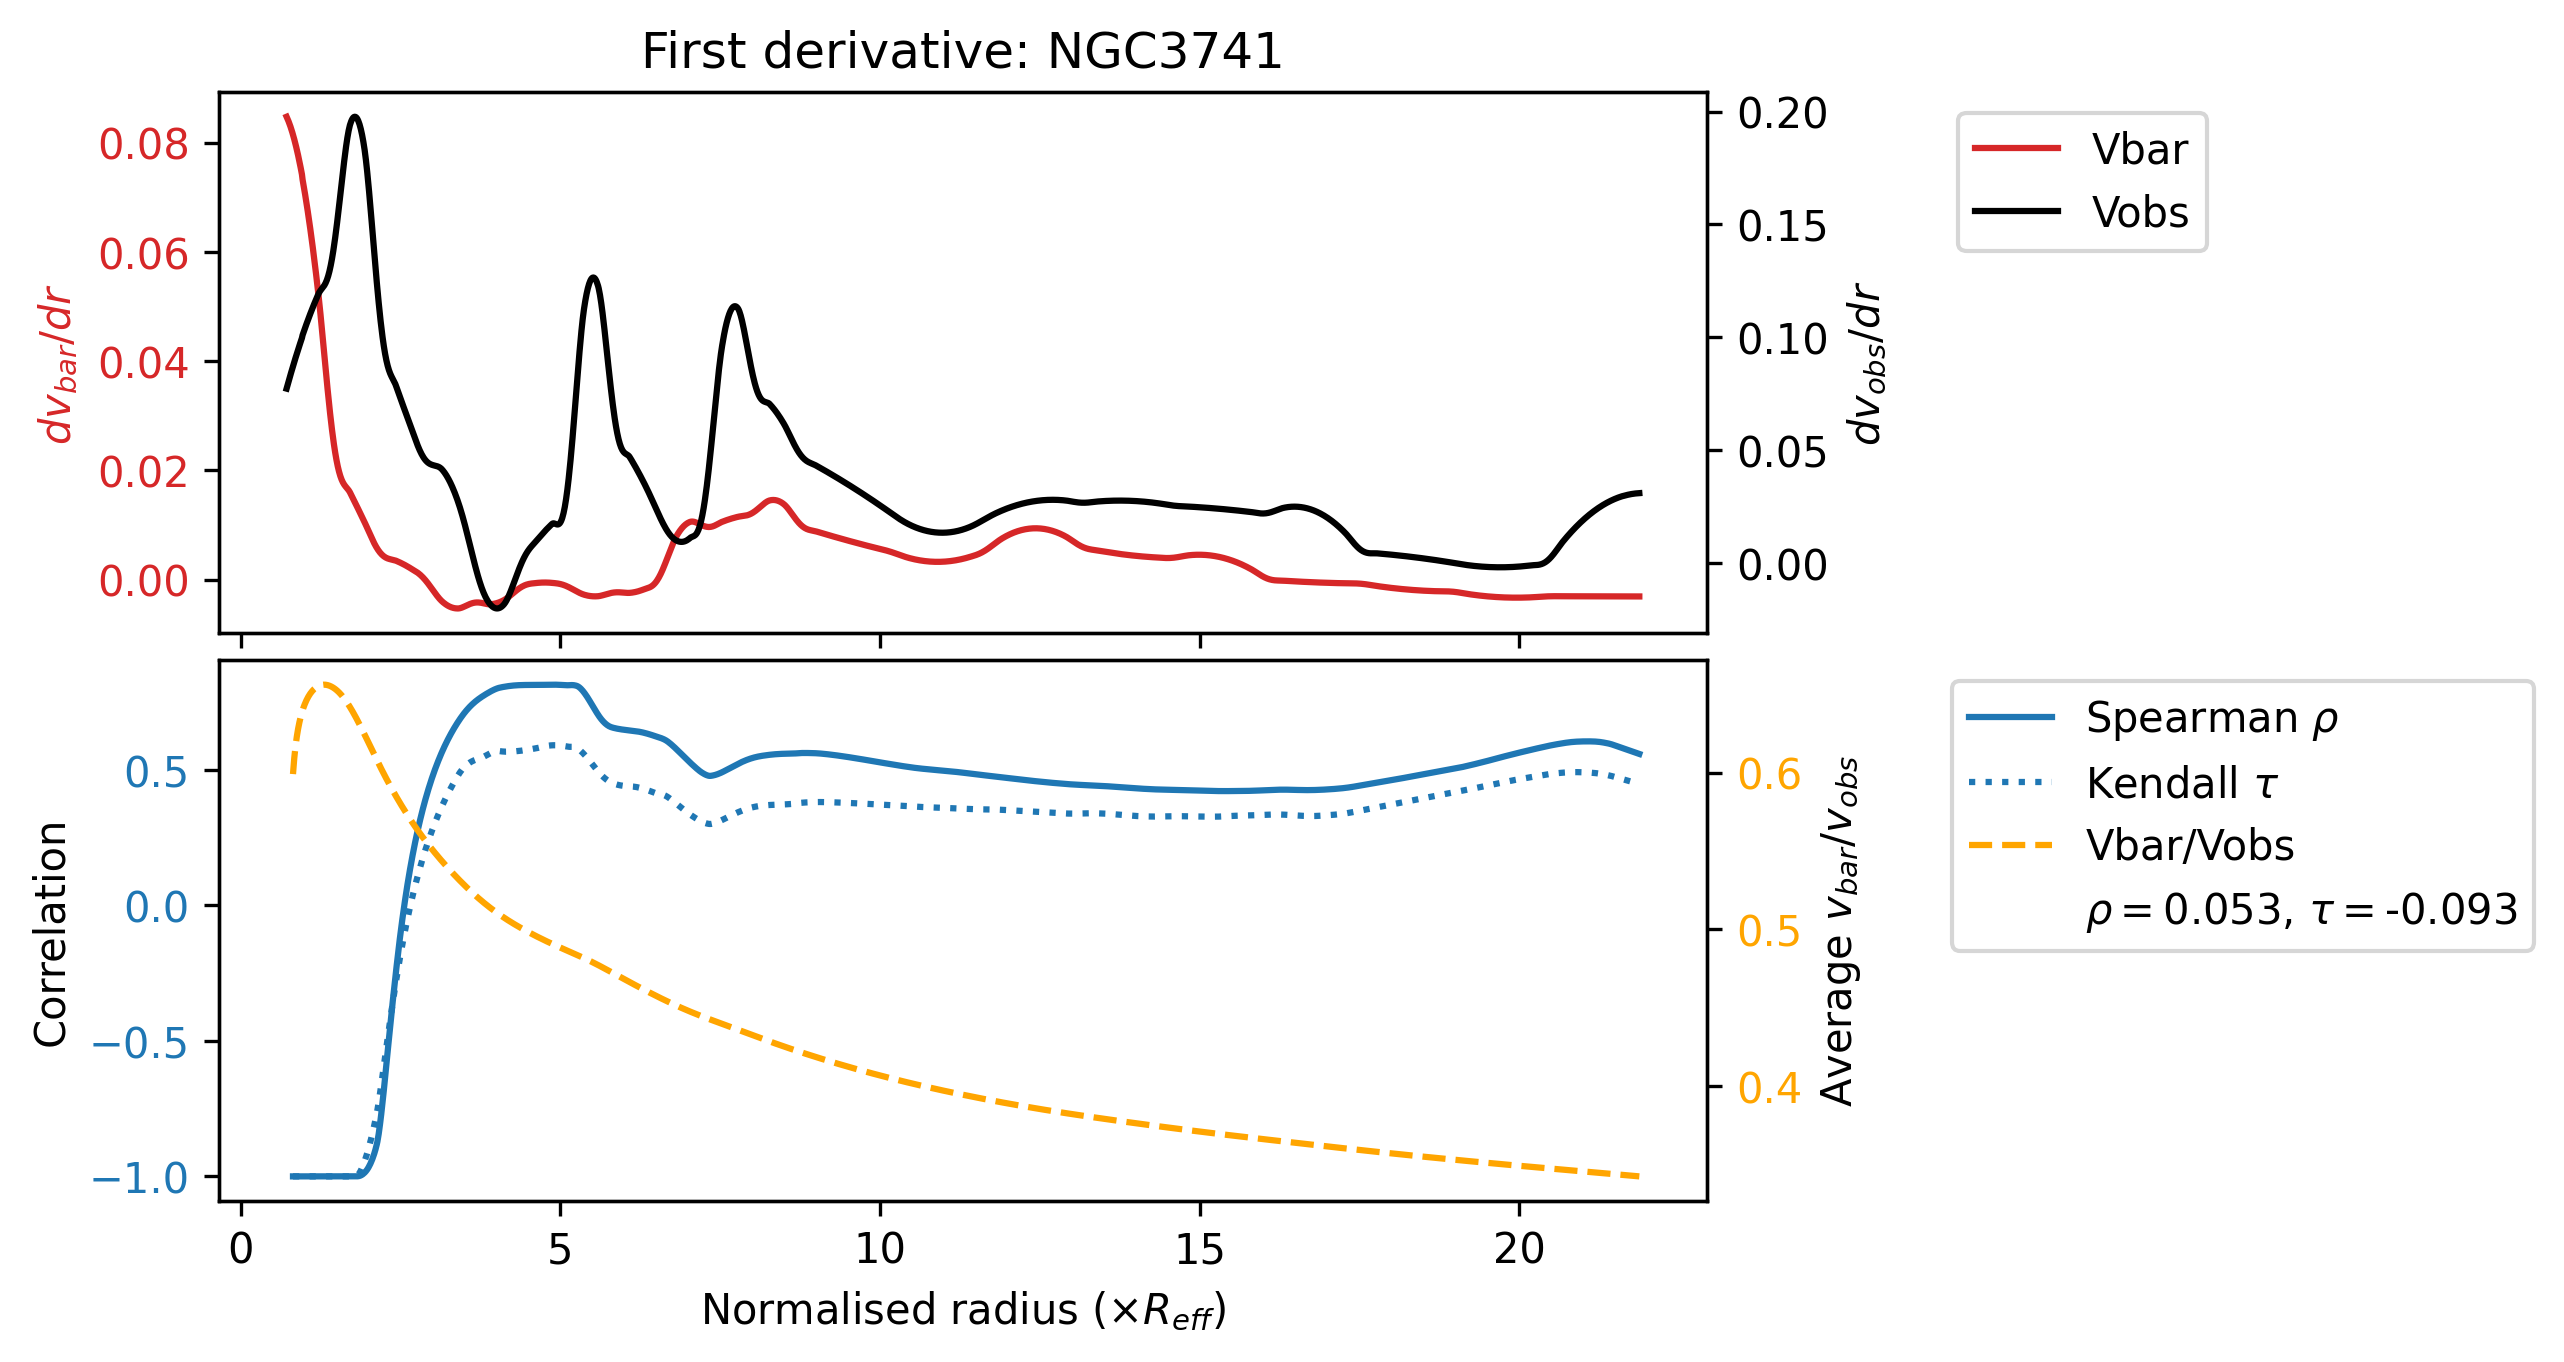 First derivative: NGC3741
0.08
0.06
0.04
0.02
0.00
dv_bar/dr
0.20
0.15
0.10
0.05
0.00
dv_obs/dr
Vbar
Vobs
0.5
0.0
−0.5
−1.0
Correlation
0.6
0.5
0.4
Average v_bar/v_obs
Spearman ρ
Kendall τ
Vbar/Vobs
ρ = 0.053, τ = -0.093
0 5 10 15 20
Normalised radius (×R_eff)